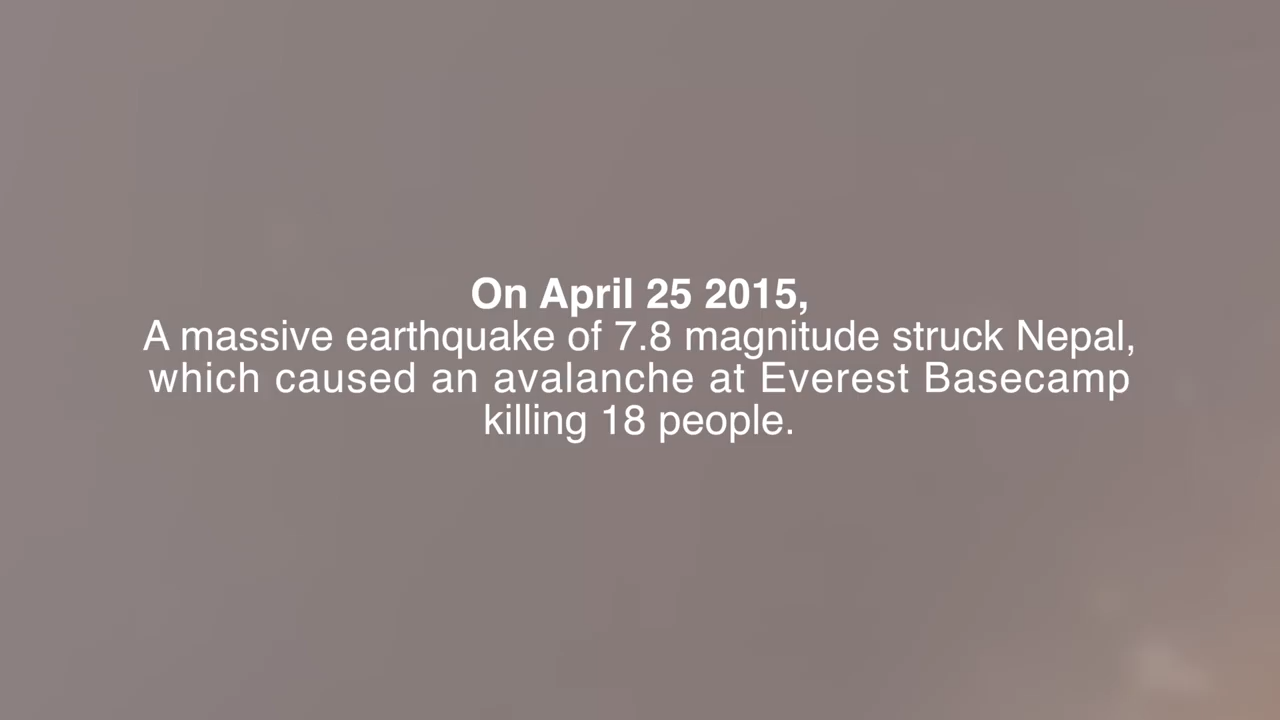 On April 25 2015,
A massive earthquake of 7.8 magnitude struck Nepal,
which caused an avalanche at Everest Basecamp
killing 18 people.